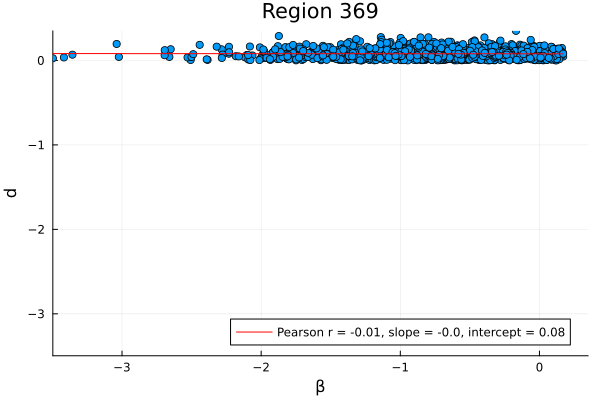 Region 369
d
0
−1
−2
−3
Pearson r = -0.01, slope = -0.0, intercept = 0.08
−3
−2
−1
0
β